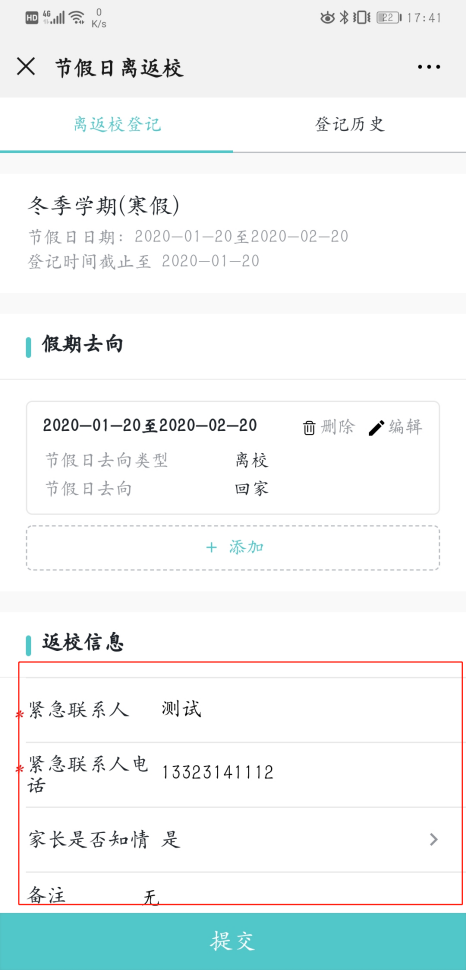 HD 4G 0 K/s 22 17:41
节假日离返校
离返校登记 登记历史
冬季学期(寒假)
节假日日期: 2020-01-20至2020-02-20
登记时间截止至 2020-01-20
假期去向
2020-01-20至2020-02-20 删除 编辑
节假日去向类型 离校
节假日去向 回家
+ 添加
返校信息
*紧急联系人 测试
*紧急联系人电话 13323141112
家长是否知情 是
备注 无
提交